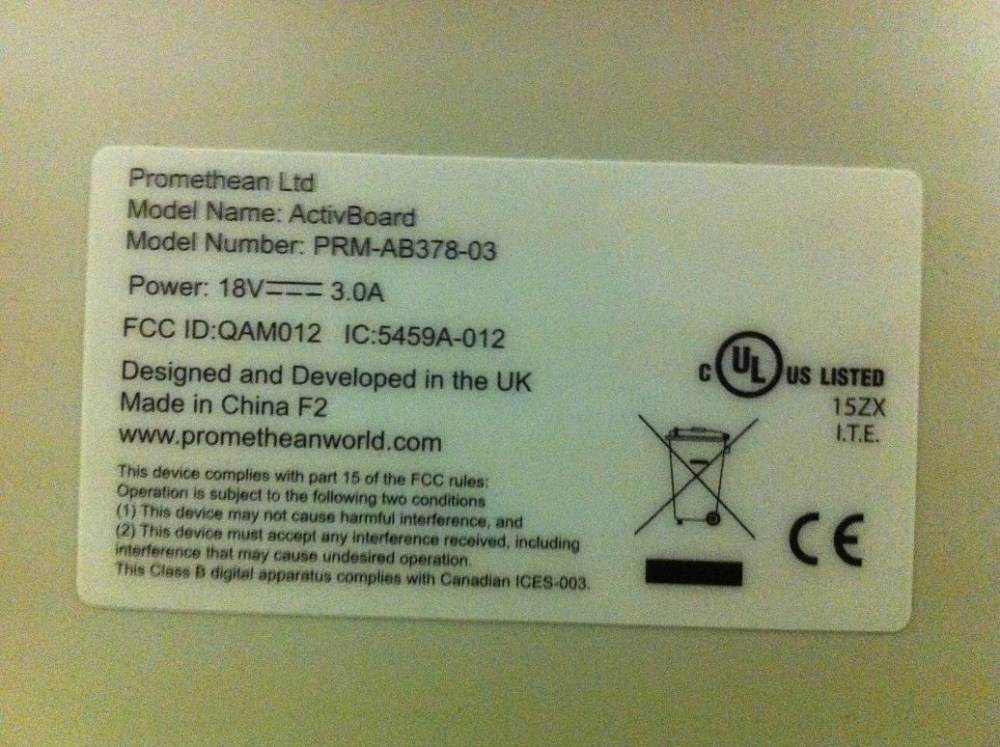 Promethean Ltd
Model Name: ActivBoard
Model Number: PRM-AB378-03
Power: 18V⎓ 3.0A
FCC ID:QAM012 IC:5459A-012
Designed and Developed in the UK
Made in China F2
www.prometheanworld.com
This device complies with part 15 of the FCC rules:
Operation is subject to the following two conditions
(1) This device may not cause harmful interference, and
(2) This device must accept any interference received, including
interference that may cause undesired operation.
This Class B digital apparatus complies with Canadian ICES-003.
C UL US LISTED
15ZX
I.T.E.
CE